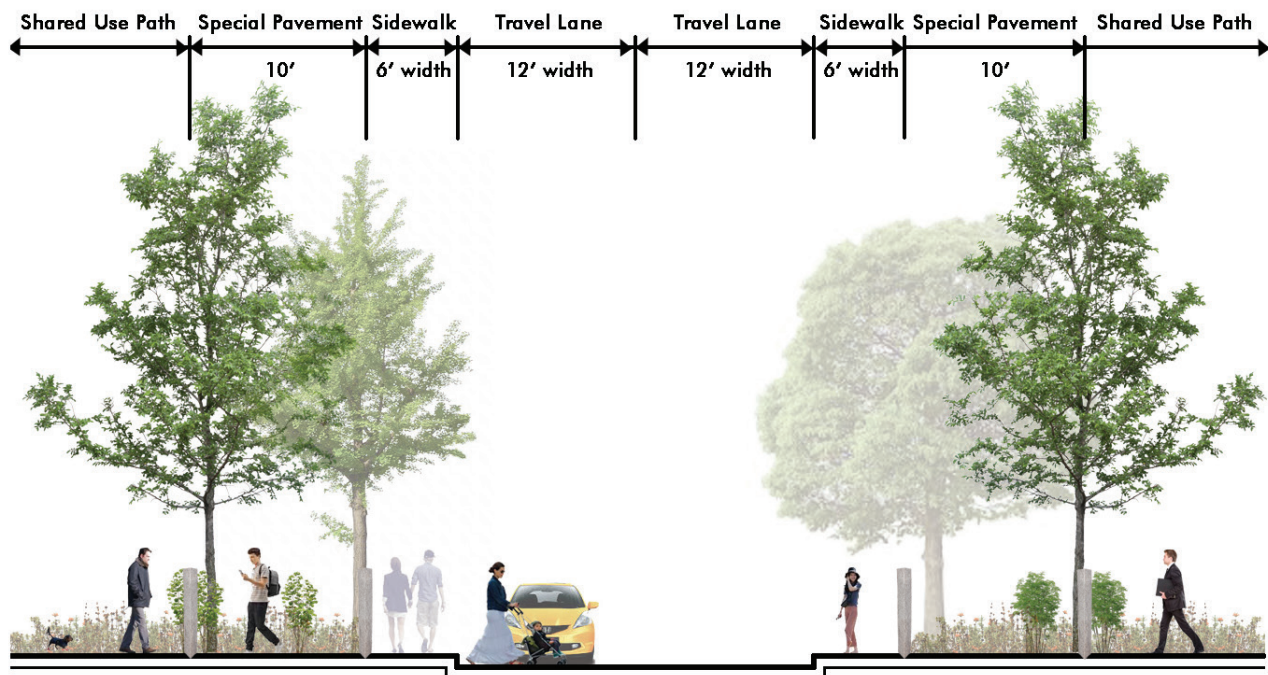 Shared Use Path Special Pavement Sidewalk Travel Lane Travel Lane Sidewalk Special Pavement Shared Use Path
10′ 6′ width 12′ width 12′ width 6′ width 10′